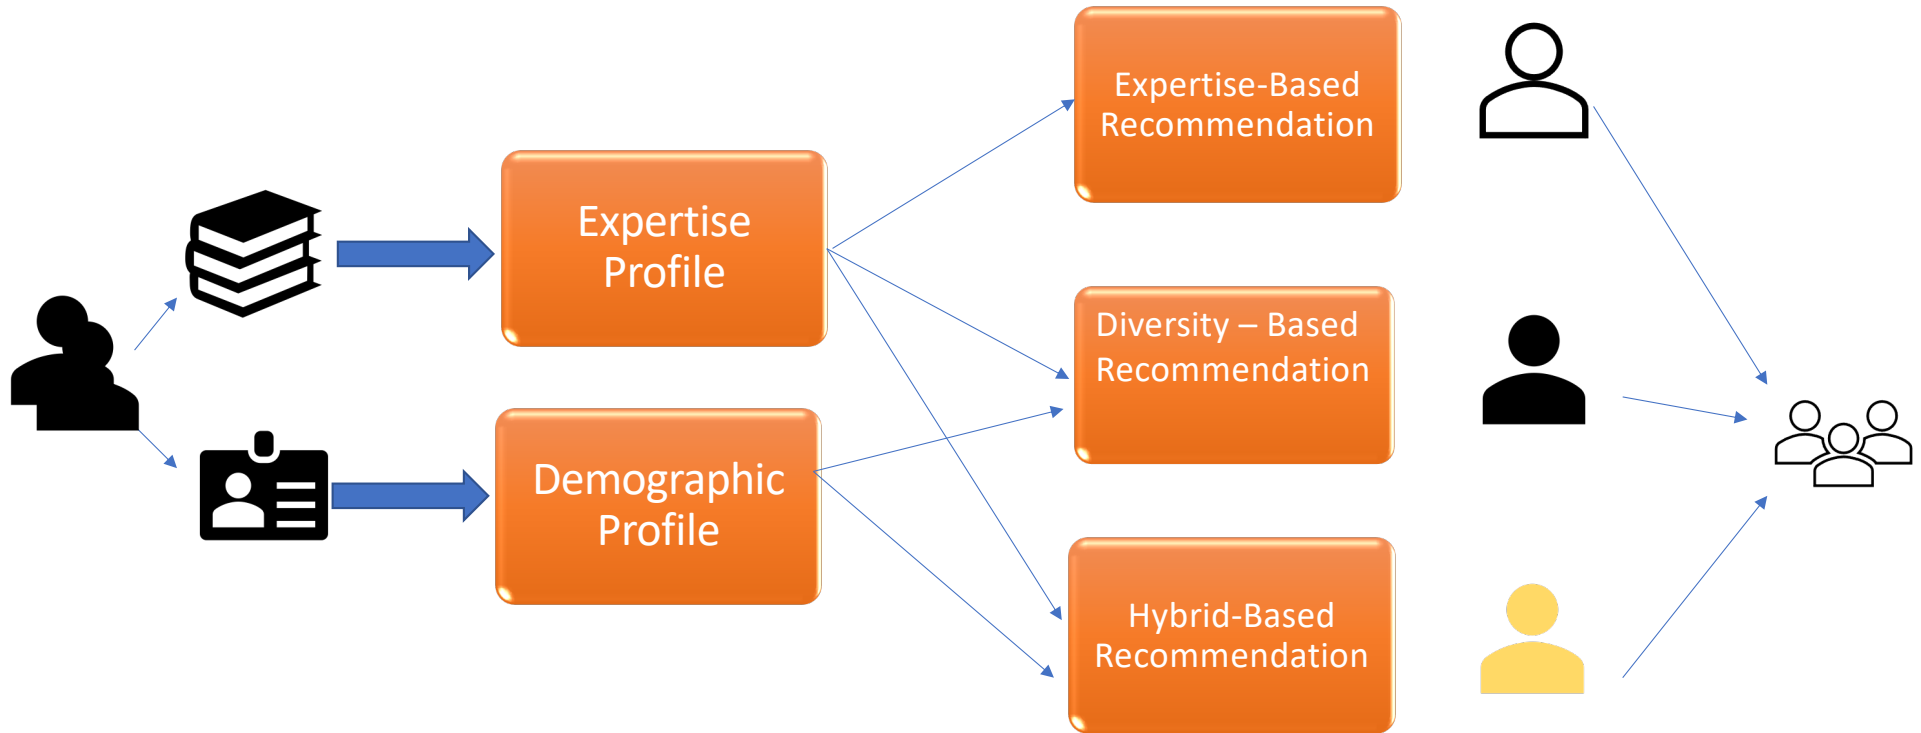 Expertise
Profile
Demographic
Profile
Expertise-Based
Recommendation
Diversity – Based
Recommendation
Hybrid-Based
Recommendation